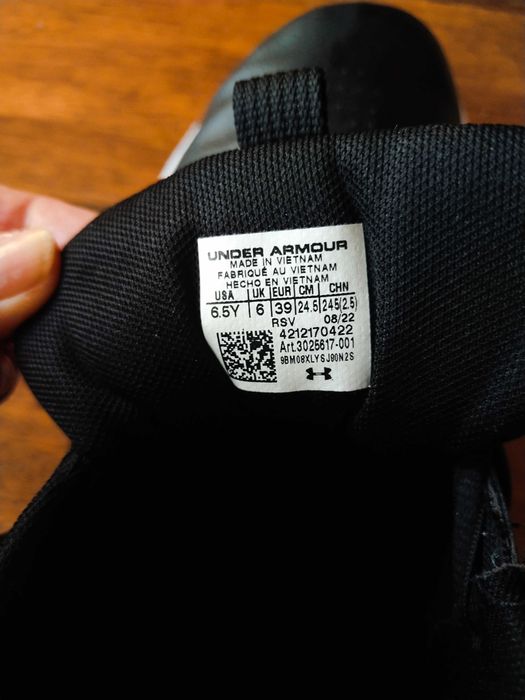 UNDER ARMOUR
MADE IN VIETNAM
FABRIQUÉ AU VIETNAM
HECHO EN VIETNAM
USA UK EUR CM CHN
6.5Y 6 39 24.5 245(2.5)
RSV 08/22
4212170422
Art.3025617-001
9BM08XLYSJ90N2S